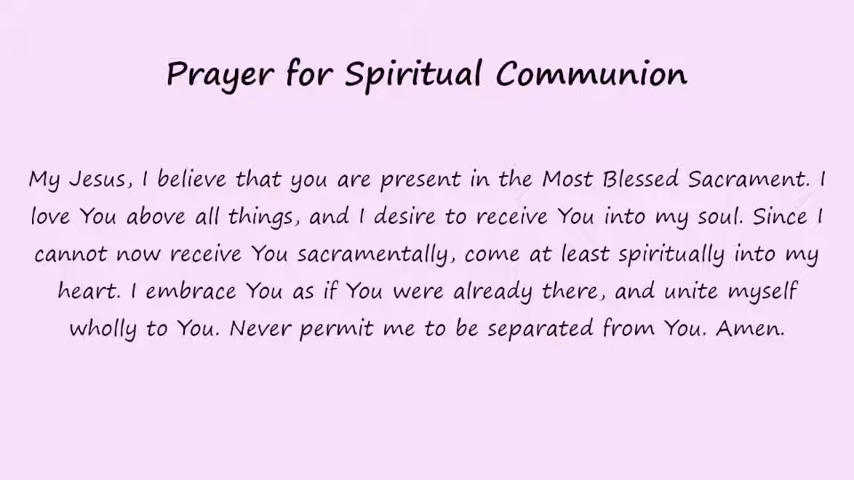 Prayer for Spiritual Communion
My Jesus, I believe that you are present in the Most Blessed Sacrament. I
love You above all things, and I desire to receive You into my soul. Since I
cannot now receive You sacramentally, come at least spiritually into my
heart. I embrace You as if You were already there, and unite myself
wholly to You. Never permit me to be separated from You. Amen.